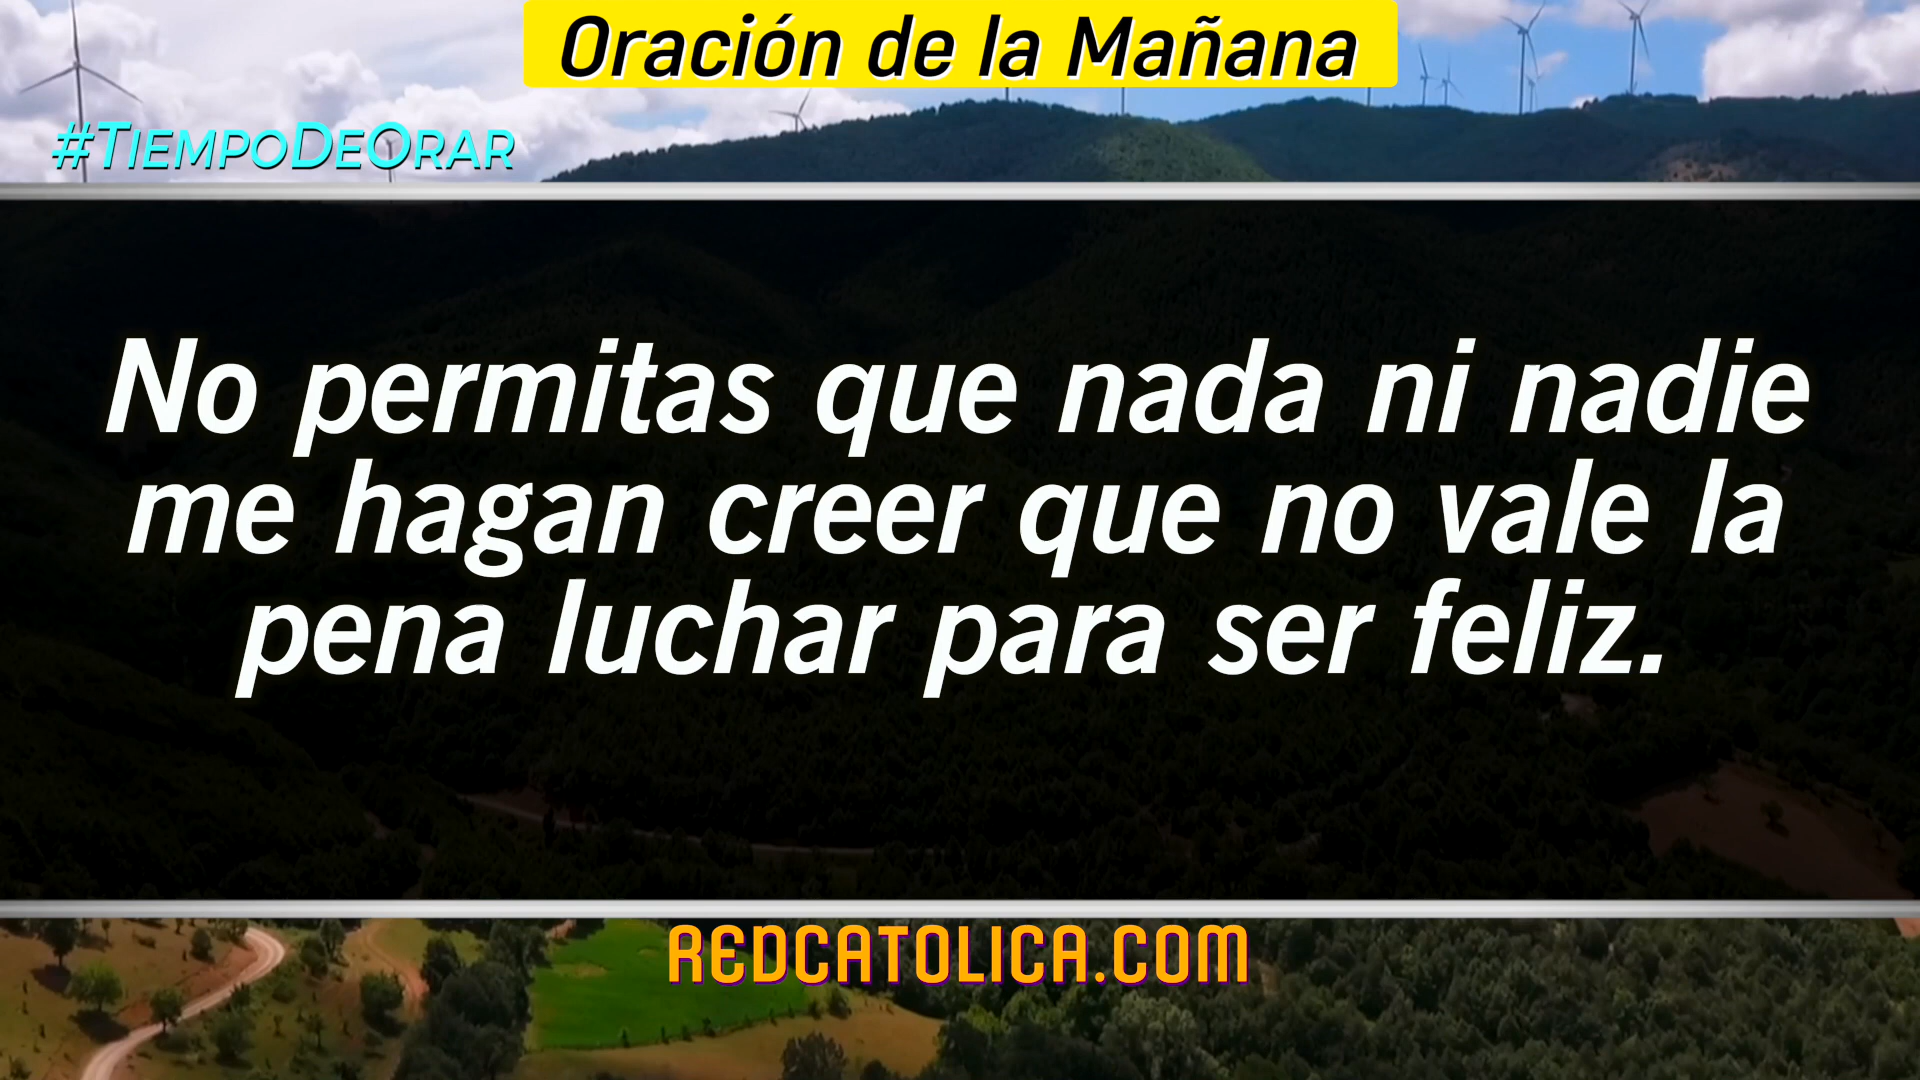 Oración de la Mañana
#TiempoDeOrar
No permitas que nada ni nadie
me hagan creer que no vale la
pena luchar para ser feliz.
REDCATOLICA.COM